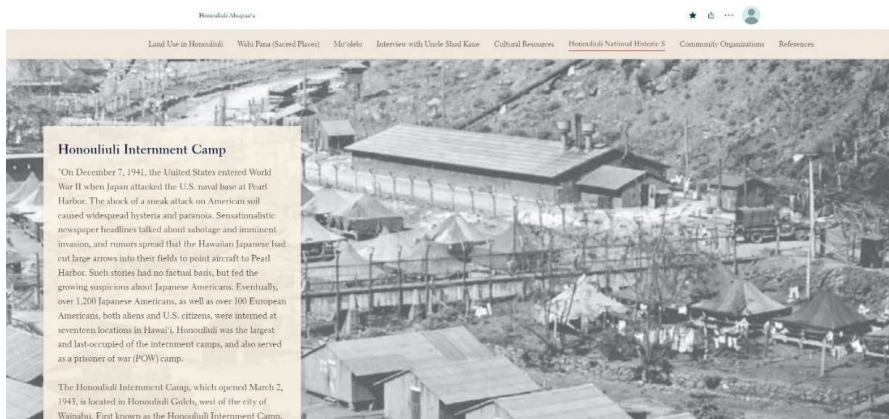 Honouliuli Ahupuaʻa
Land Use in Honouliuli Wahi Pana (Sacred Places) Moʻolelo Interview with Uncle Shad Kane Cultural Resources Honouliuli National Historic S Community Organizations References
Honouliuli Internment Camp
"On December 7, 1941, the United States entered World
War II when Japan attacked the U.S. naval base at Pearl
Harbor. The shock of a sneak attack on American soil
caused widespread hysteria and paranoia. Sensationalistic
newspaper headlines talked about sabotage and imminent
invasion, and rumors spread that the Hawaiian Japanese had
cut large arrows into their fields to point aircraft to Pearl
Harbor. Such stories had no factual basis, but fed the
growing suspicions about Japanese Americans. Eventually,
over 1,200 Japanese Americans, as well as over 100 European
Americans, both aliens and U.S. citizens, were interned at
seventeen locations in Hawaiʻi. Honouliuli was the largest
and last-occupied of the internment camps, and also served
as a prisoner of war (POW) camp.
The Honouliuli Internment Camp, which opened March 2,
1943, is located in Honouliuli Gulch, west of the city of
Waipahu. First known as the Honouliuli Internment Camp,